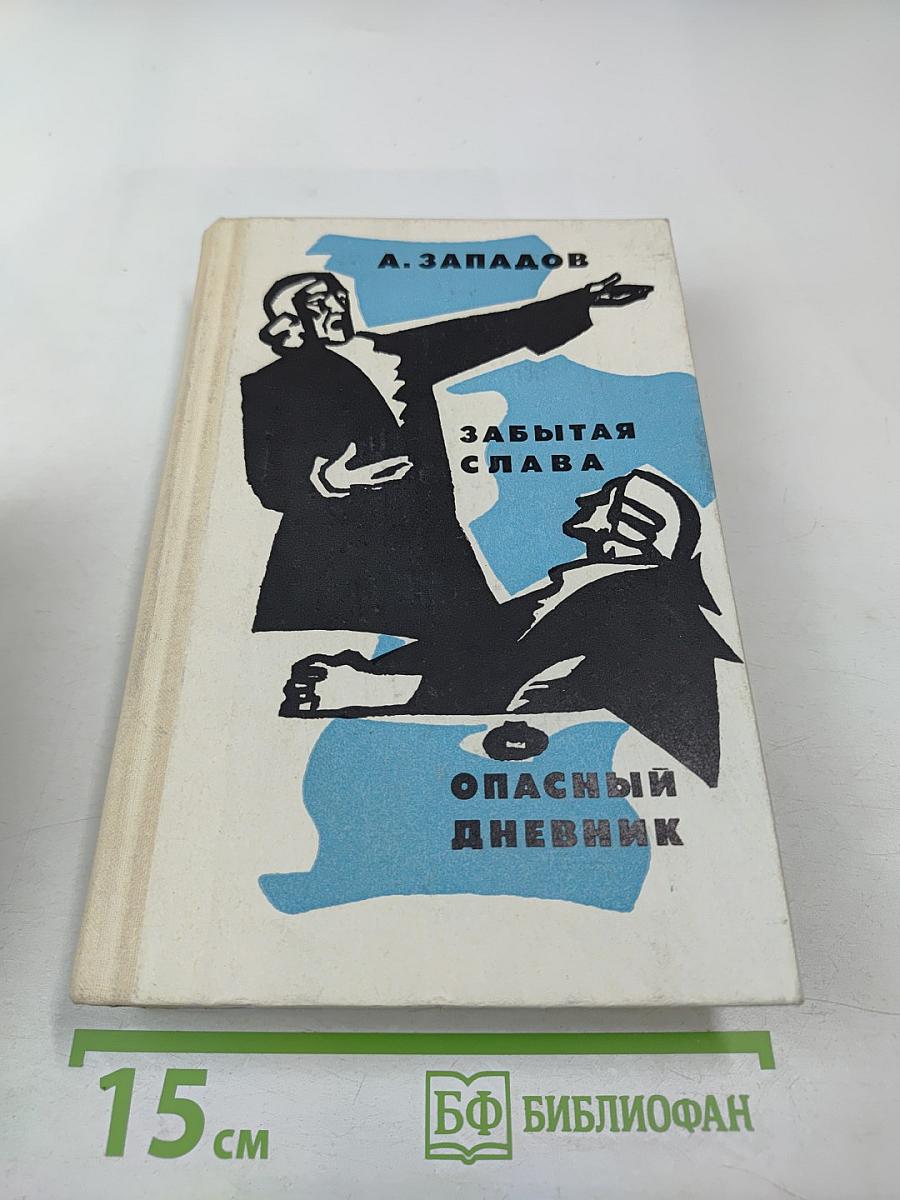 А. ЗАПАДОВ
ЗАБЫТАЯ
СЛАВА
ОПАСНЫЙ
ДНЕВНИК
15 см
БФ БИБЛИОФАН